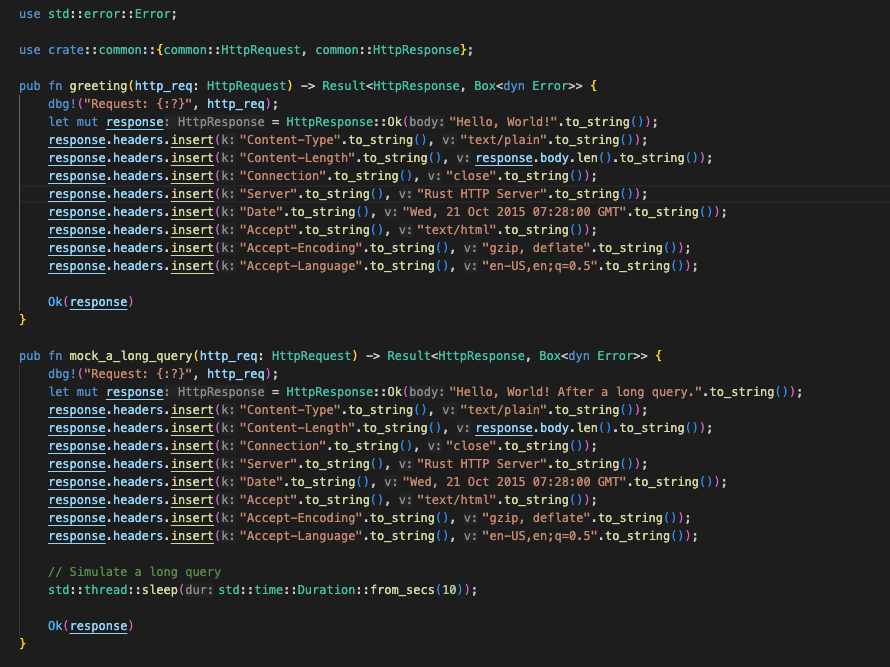 use std::error::Error;

use crate::common::{common::HttpRequest, common::HttpResponse};

pub fn greeting(http_req: HttpRequest) -> Result<HttpResponse, Box<dyn Error>> {
    dbg!("Request: {:?}", http_req);
    let mut response: HttpResponse = HttpResponse::Ok(body: "Hello, World!".to_string());
    response.headers.insert(k: "Content-Type".to_string(), v: "text/plain".to_string());
    response.headers.insert(k: "Content-Length".to_string(), v: response.body.len().to_string());
    response.headers.insert(k: "Connection".to_string(), v: "close".to_string());
    response.headers.insert(k: "Server".to_string(), v: "Rust HTTP Server".to_string());
    response.headers.insert(k: "Date".to_string(), v: "Wed, 21 Oct 2015 07:28:00 GMT".to_string());
    response.headers.insert(k: "Accept".to_string(), v: "text/html".to_string());
    response.headers.insert(k: "Accept-Encoding".to_string(), v: "gzip, deflate".to_string());
    response.headers.insert(k: "Accept-Language".to_string(), v: "en-US,en;q=0.5".to_string());

    Ok(response)
}

pub fn mock_a_long_query(http_req: HttpRequest) -> Result<HttpResponse, Box<dyn Error>> {
    dbg!("Request: {:?}", http_req);
    let mut response: HttpResponse = HttpResponse::Ok(body: "Hello, World! After a long query.".to_string());
    response.headers.insert(k: "Content-Type".to_string(), v: "text/plain".to_string());
    response.headers.insert(k: "Content-Length".to_string(), v: response.body.len().to_string());
    response.headers.insert(k: "Connection".to_string(), v: "close".to_string());
    response.headers.insert(k: "Server".to_string(), v: "Rust HTTP Server".to_string());
    response.headers.insert(k: "Date".to_string(), v: "Wed, 21 Oct 2015 07:28:00 GMT".to_string());
    response.headers.insert(k: "Accept".to_string(), v: "text/html".to_string());
    response.headers.insert(k: "Accept-Encoding".to_string(), v: "gzip, deflate".to_string());
    response.headers.insert(k: "Accept-Language".to_string(), v: "en-US,en;q=0.5".to_string());

    // Simulate a long query
    std::thread::sleep(dur: std::time::Duration::from_secs(10));

    Ok(response)
}